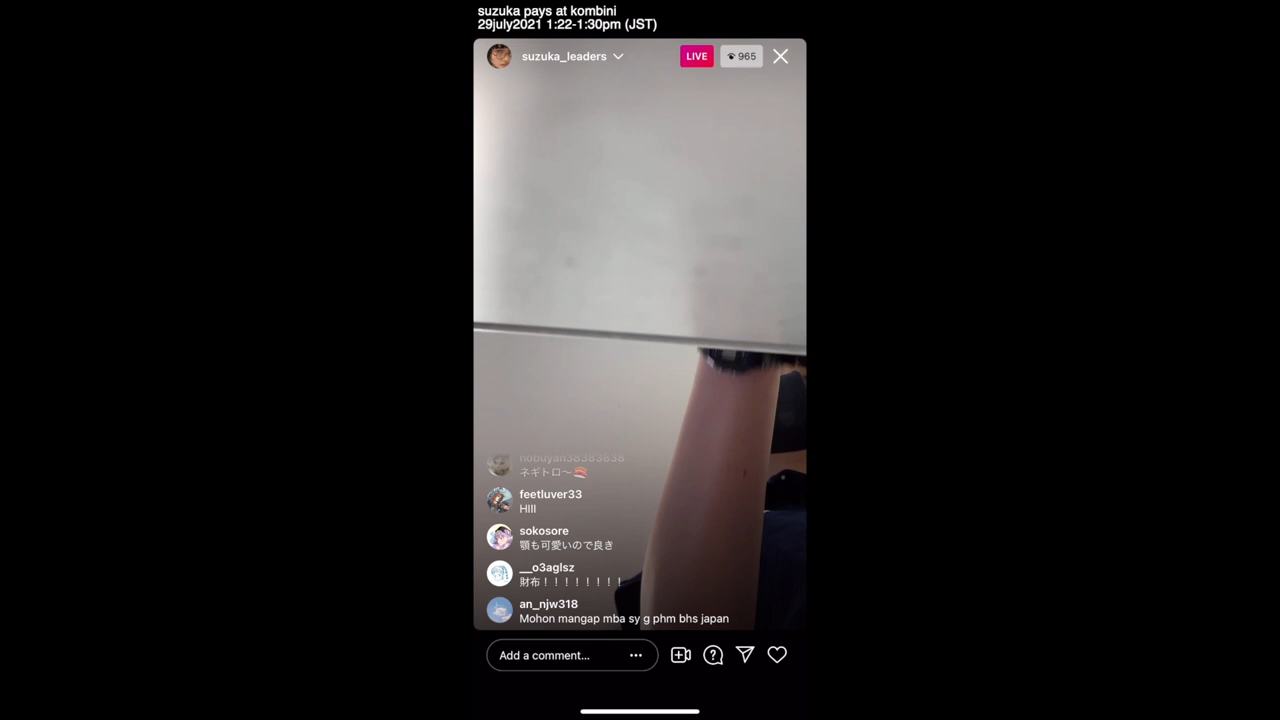 suzuka pays at kombini
29july2021 1:22-1:30pm (JST)
suzuka_leaders
LIVE
965
nobuyan38383838
ネギトロ〜🍣
feetluver33
HIII
sokosore
顎も可愛いので良き
__o3aglsz
財布！！！！！！！！
an_njw318
Mohon mangap mba sy g phm bhs japan
Add a comment...